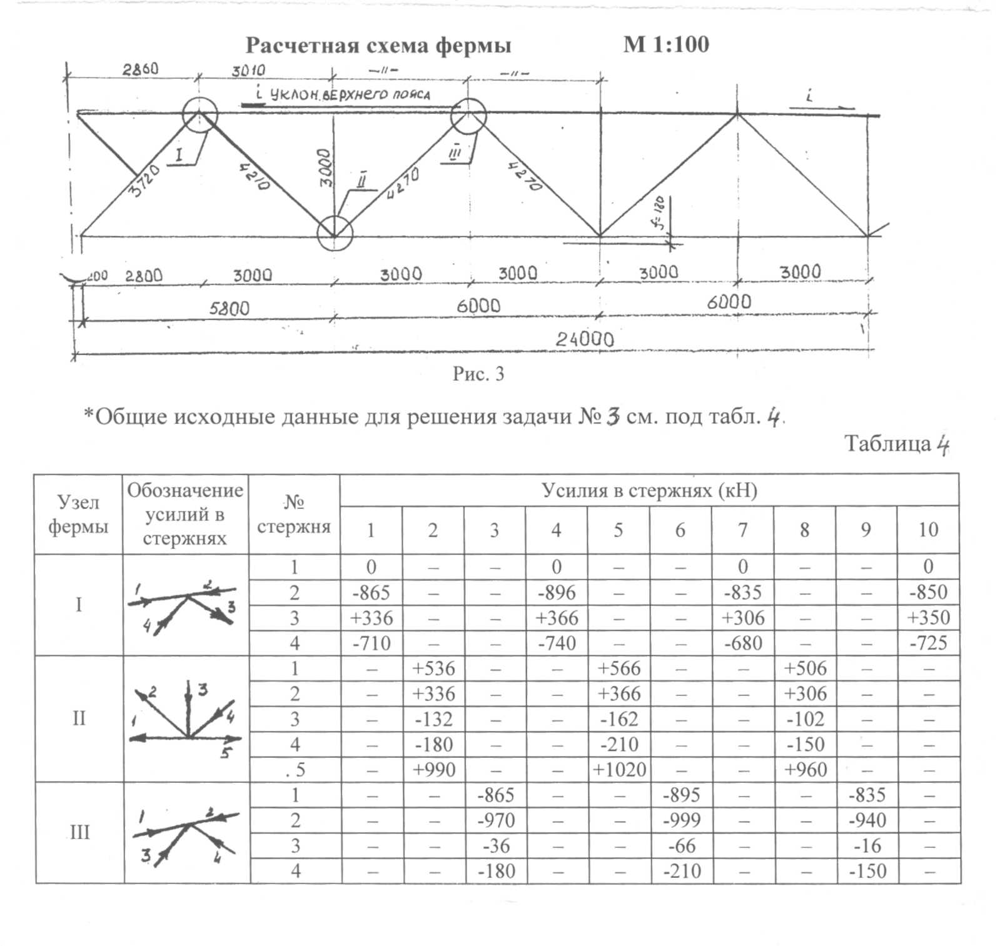 Расчетная схема фермы М 1:100
2860 3010 –〃– –〃–
i УКЛОН ВЕРХНЕГО ПОЯСА i
I II III
3720 4210 3000 4270 4270 f=180
200 2800 3000 3000 3000 3000 3000
5800 6000 6000
24000
Рис. 3
*Общие исходные данные для решения задачи № 3 см. под табл. 4.
Таблица 4
Узел фермы Обозначение усилий в стержнях № стержня Усилия в стержнях (кН)
1 2 3 4 5 6 7 8 9 10
I 1 2 3 4
1 0 – – 0 – – 0 – – 0
2 -865 – – -896 – – -835 – – -850
3 +336 – – +366 – – +306 – – +350
4 -710 – – -740 – – -680 – – -725
II 1 2 3 4 5
1 – +536 – – +566 – – +506 – –
2 – +336 – – +366 – – +306 – –
3 – -132 – – -162 – – -102 – –
4 – -180 – – -210 – – -150 – –
. 5 – +990 – – +1020 – – +960 – –
III 1 2 3 4
1 – – -865 – – -895 – – -835 –
2 – – -970 – – -999 – – -940 –
3 – – -36 – – -66 – – -16 –
4 – – -180 – – -210 – – -150 –